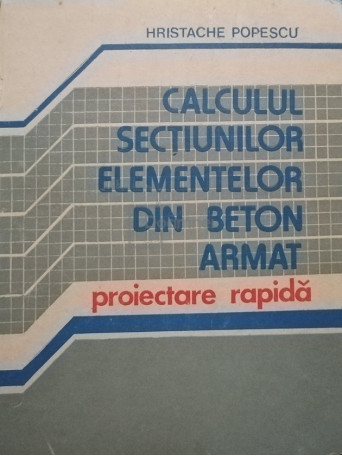 HRISTACHE POPESCU
CALCULUL
SECȚIUNILOR
ELEMENTELOR
DIN BETON
ARMAT
proiectare rapidă